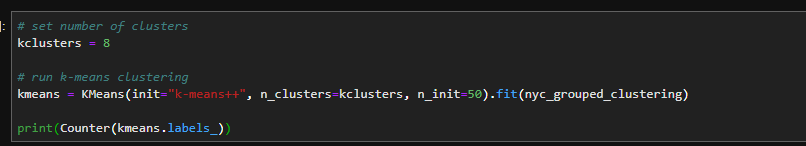 ]:
# set number of clusters
kclusters = 8
# run k-means clustering
kmeans = KMeans(init="k-means++", n_clusters=kclusters, n_init=50).fit(nyc_grouped_clustering)
print(Counter(kmeans.labels_))